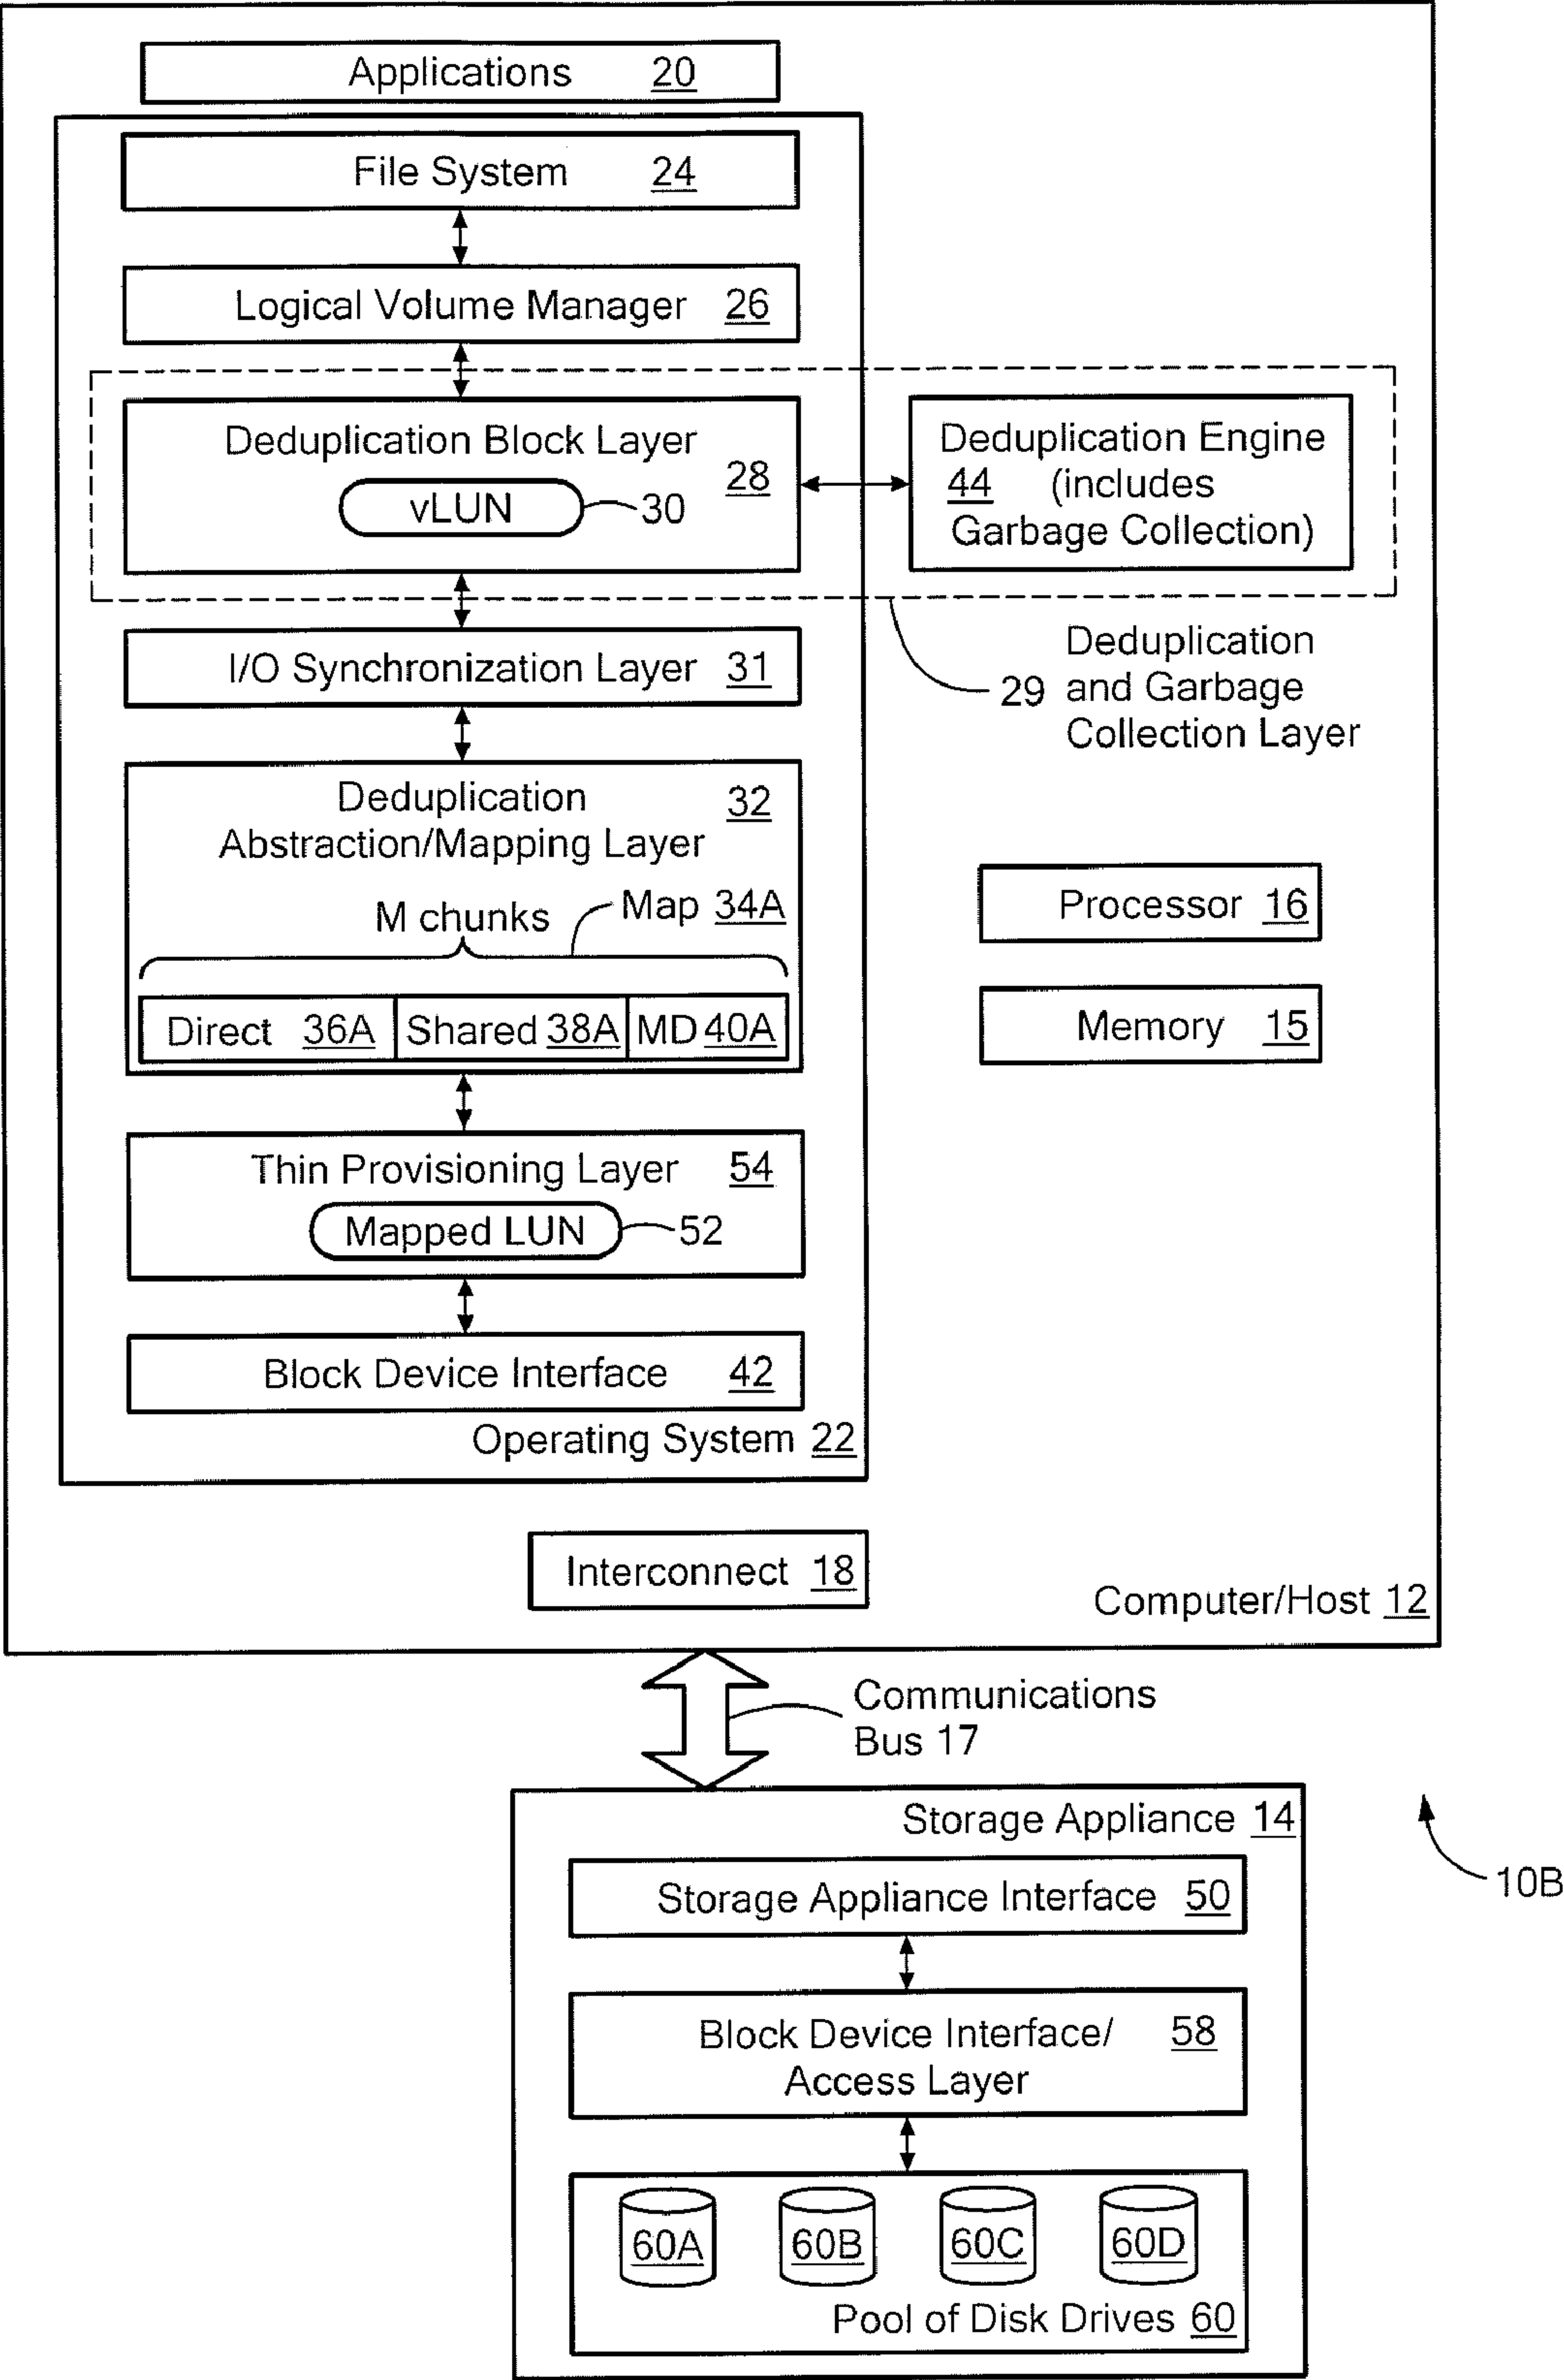 Applications 20
File System 24
Logical Volume Manager 26
Deduplication Block Layer 28
vLUN 30
Deduplication Engine
44 (includes
Garbage Collection)
I/O Synchronization Layer 31
Deduplication
29 and Garbage
Collection Layer
Deduplication 32
Abstraction/Mapping Layer
M chunks Map 34A
Direct 36A Shared 38A MD 40A
Processor 16
Memory 15
Thin Provisioning Layer 54
Mapped LUN 52
Block Device Interface 42
Operating System 22
Interconnect 18
Computer/Host 12
Communications
Bus 17
Storage Appliance 14
Storage Appliance Interface 50
10B
Block Device Interface/ 58
Access Layer
60A 60B 60C 60D
Pool of Disk Drives 60